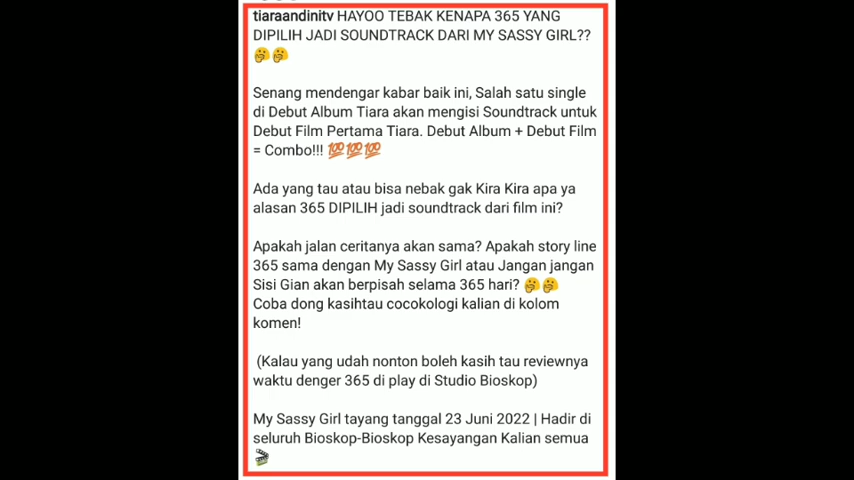 tiaraandinitv HAYOO TEBAK KENAPA 365 YANG
DIPILIH JADI SOUNDTRACK DARI MY SASSY GIRL??
🤔🤔
Senang mendengar kabar baik ini, Salah satu single
di Debut Album Tiara akan mengisi Soundtrack untuk
Debut Film Pertama Tiara. Debut Album + Debut Film
= Combo!!! 💯💯💯
Ada yang tau atau bisa nebak gak Kira Kira apa ya
alasan 365 DIPILIH jadi soundtrack dari film ini?
Apakah jalan ceritanya akan sama? Apakah story line
365 sama dengan My Sassy Girl atau Jangan jangan
Sisi Gian akan berpisah selama 365 hari? 🤔🤔
Coba dong kasihtau cocokologi kalian di kolom
komen!
(Kalau yang udah nonton boleh kasih tau reviewnya
waktu denger 365 di play di Studio Bioskop)
My Sassy Girl tayang tanggal 23 Juni 2022 | Hadir di
seluruh Bioskop-Bioskop Kesayangan Kalian semua
🎬